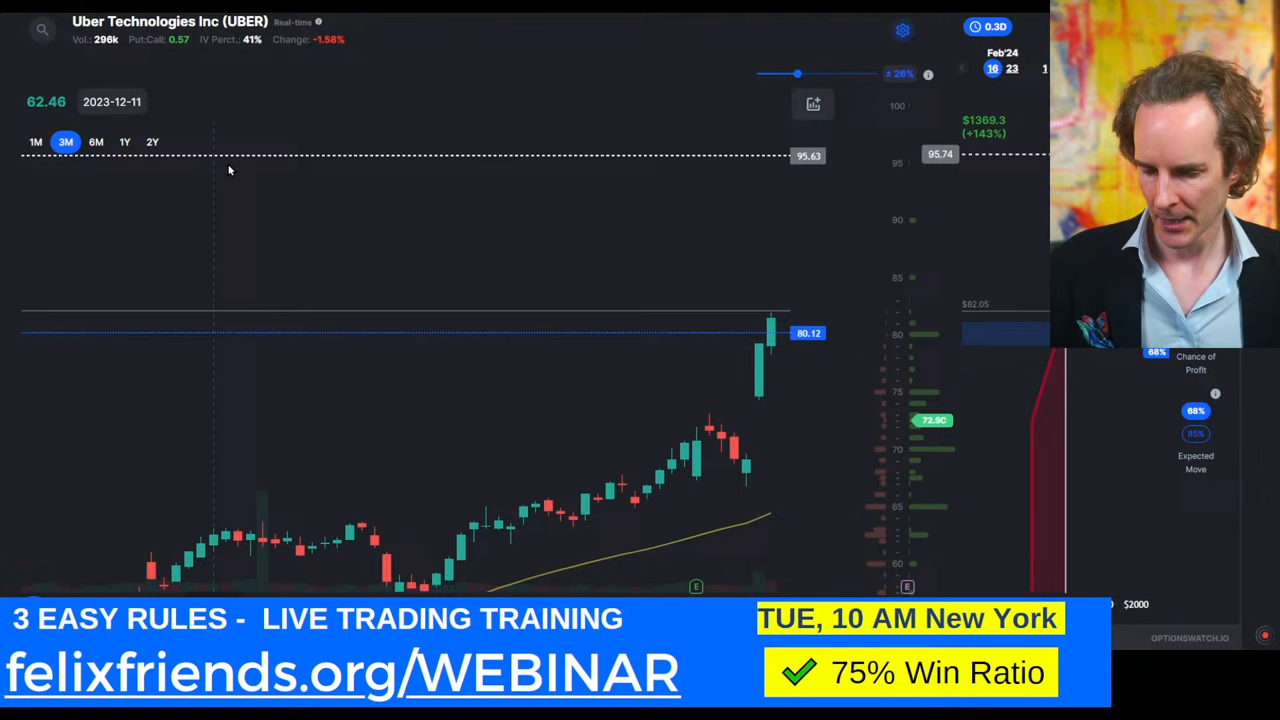 Uber Technologies Inc (UBER) Real-time
Vol.: 296k Put:Call: 0.57 IV Perct.: 41% Change: -1.58%
0.3D
Feb'24
16 23 1
± 26%
62.46 2023-12-11
1M 3M 6M 1Y 2Y
100
95
90
85
80
75
70
65
60
95.63
80.12
72.5C
E
E
$1369.3
(+143%)
95.74
$82.05
68%
Chance of
Profit
68%
85%
Expected
Move
$2000
OPTIONSWATCH.IO
3 EASY RULES - LIVE TRADING TRAINING
TUE, 10 AM New York
felixfriends.org/WEBINAR
75% Win Ratio